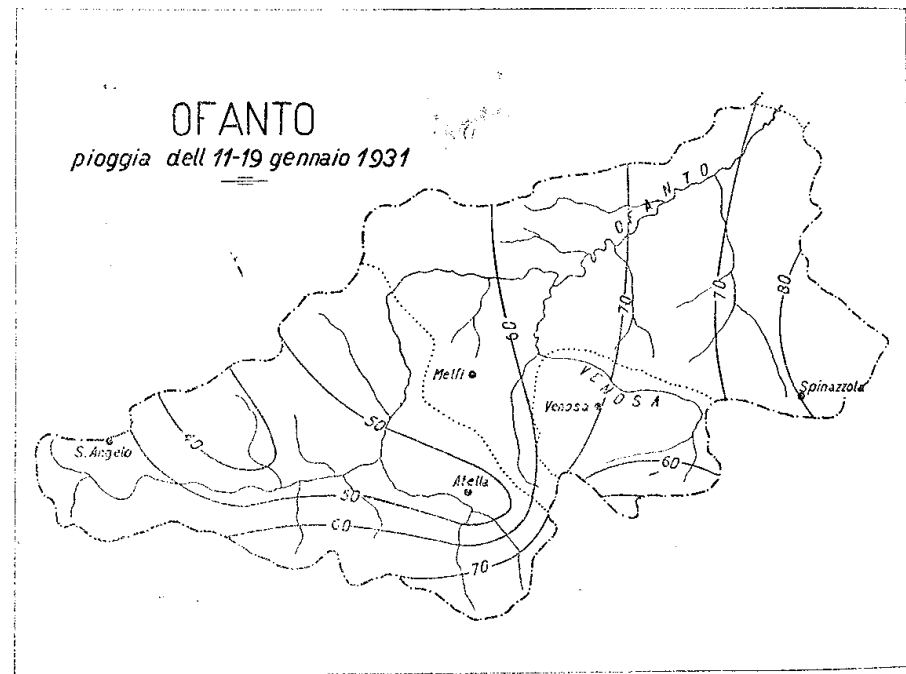 OFANTO
pioggia dell 11-19 gennaio 1931
OFANTO
60
70
70
80
Melfi
VENOSA
Venosa
Spinazzola
50
S. Angelo
60
Atella
50
60
70